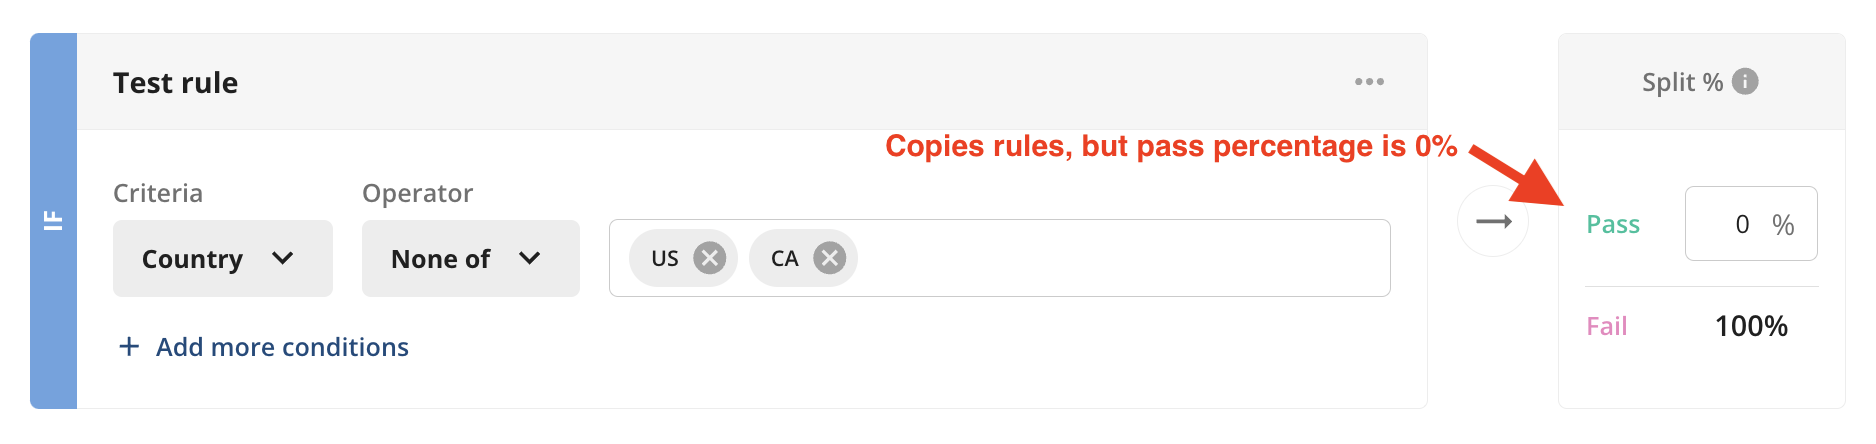 Test rule
Split %
Copies rules, but pass percentage is 0%
IF
Criteria
Operator
Country
None of
US
CA
Pass
0 %
Add more conditions
Fail
100%